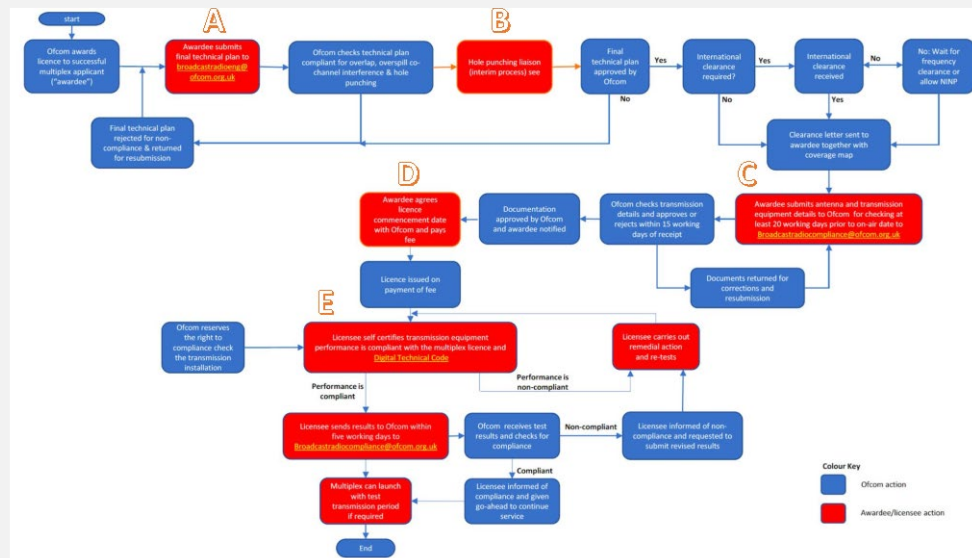 start
A
B
Ofcom awards
licence to successful
multiplex applicant
("awardee")
Awardee submits
final technical plan to
broadcastradioeng@
ofcom.org.uk
Ofcom checks technical plan
compliant for overlap, overspill co-
channel interference & hole
punching
Hole punching liaison
(interim process) see
Final
technical plan
approved by
Ofcom
Yes
International
clearance
required?
Yes
International
clearance
received
No
No: Wait for
frequency
clearance or
allow NINP
No
No
Yes
Final technical plan
rejected for non-
compliance & returned
for resubmission
Clearance letter sent to
awardee together with
coverage map
D
C
Awardee agrees
licence
commencement date
with Ofcom and pays
fee
Documentation
approved by Ofcom
and awardee notified
Ofcom checks transmission
details and approves or
rejects within 15 working
days of receipt
Awardee submits antenna and transmission
equipment details to Ofcom for checking at
least 20 working days prior to on-air date to
Broadcastradiocompliance@ofcom.org.uk
Licence issued on
payment of fee
Documents returned for
corrections and
resubmission
E
Ofcom reserves
the right to
compliance check
the transmission
installation
Licensee self certifies transmission equipment
performance is compliant with the multiplex licence and
Digital Technical Code
Licensee carries out
remedial action
and re-tests
Performance is
compliant
Performance is
non-compliant
Licensee sends results to Ofcom within
five working days to
Broadcastradiocompliance@ofcom.org.uk
Ofcom receives test
results and checks for
compliance
Non-compliant
Licensee informed of non-
compliance and requested to
submit revised results
Compliant
Multiplex can launch
with test
transmission period
if required
Licensee informed of
compliance and given
go-ahead to continue
service
End
Colour Key
Ofcom action
Awardee/licensee action